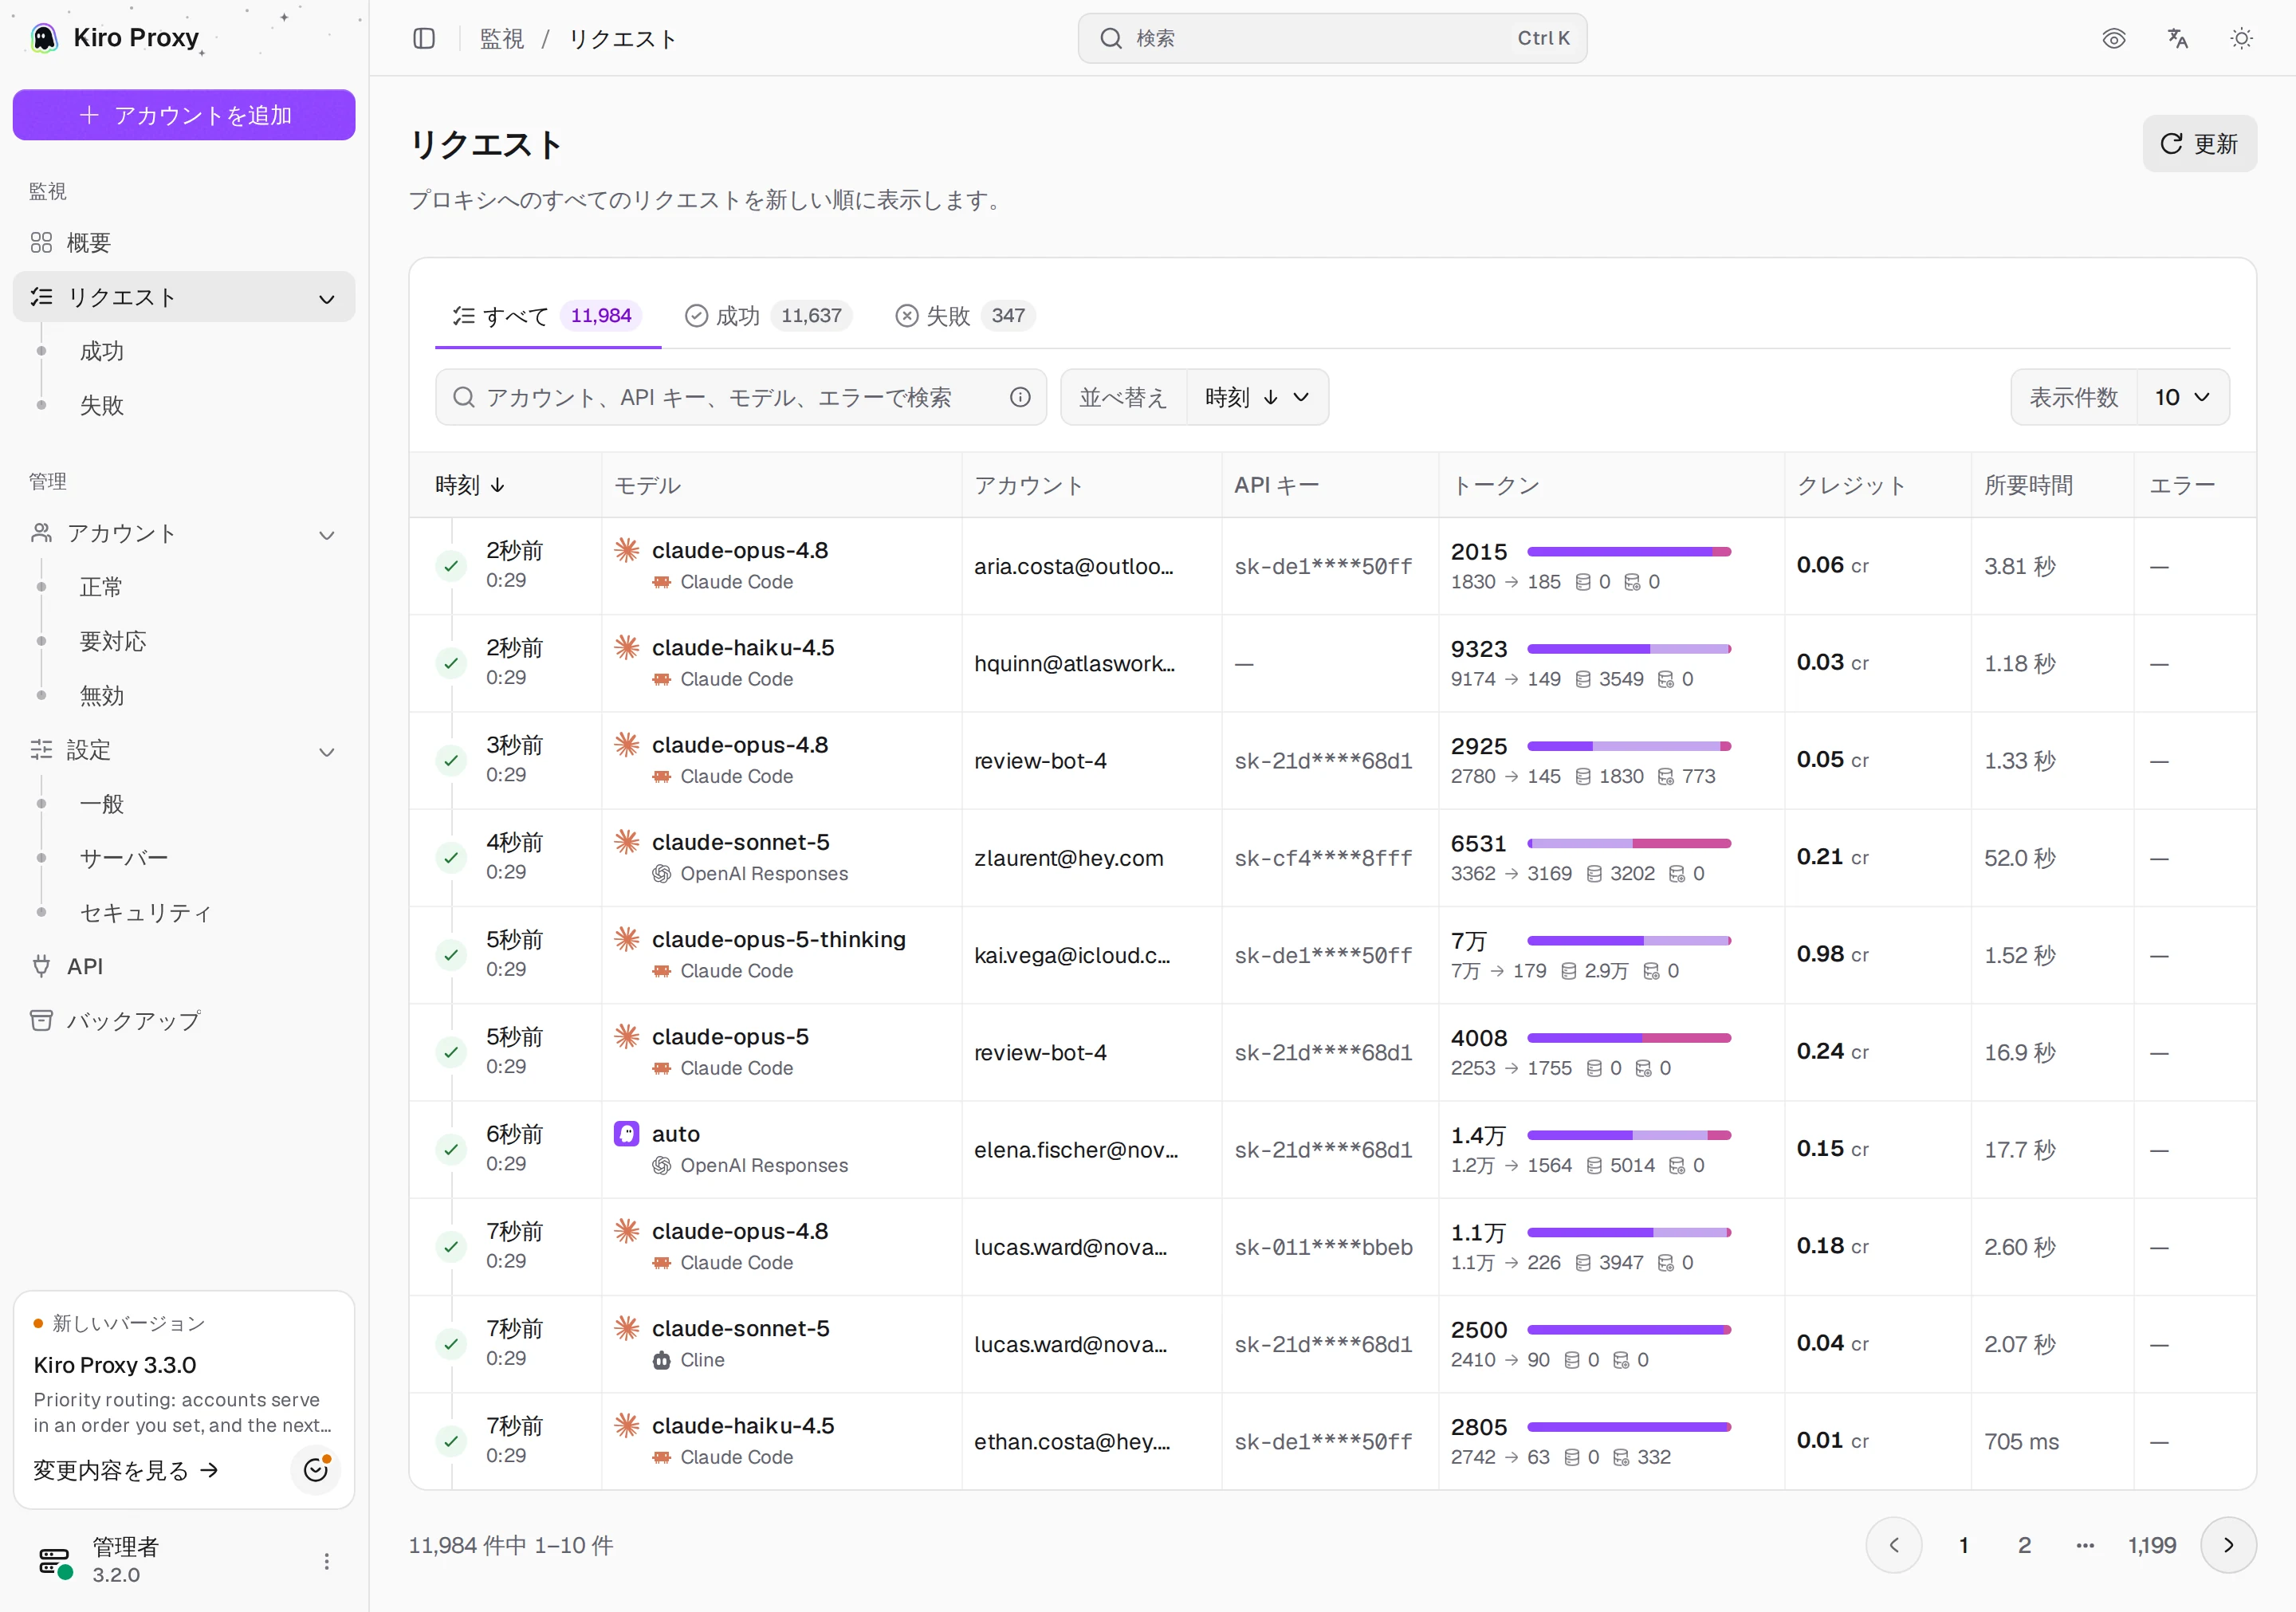 Kiro Proxy
アカウントを追加
監視
概要
リクエスト
成功
失敗
管理
アカウント
正常
要対応
無効
設定
一般
サーバー
セキュリティ
API
バックアップ
新しいバージョン
Kiro Proxy 3.3.0
Priority routing: accounts serve
in an order you set, and the next...
変更内容を見る →
管理者
3.2.0
監視 / リクエスト
検索 Ctrl K
リクエスト
更新
プロキシへのすべてのリクエストを新しい順に表示します。
すべて 11,984 成功 11,637 失敗 347
アカウント、API キー、モデル、エラーで検索 並べ替え 時刻 ↓ 表示件数 10
時刻 ↓ モデル アカウント API キー トークン クレジット 所要時間 エラー
2秒前 claude-opus-4.8 2015
aria.costa@outloo... sk-de1****50ff 0.06 cr 3.81 秒 —
0:29 Claude Code 1830 → 185 0 0
2秒前 claude-haiku-4.5 9323
hquinn@atlaswork... — 0.03 cr 1.18 秒 —
0:29 Claude Code 9174 → 149 3549 0
3秒前 claude-opus-4.8 2925
review-bot-4 sk-21d****68d1 0.05 cr 1.33 秒 —
0:29 Claude Code 2780 → 145 1830 773
4秒前 claude-sonnet-5 6531
zlaurent@hey.com sk-cf4****8fff 0.21 cr 52.0 秒 —
0:29 OpenAI Responses 3362 → 3169 3202 0
5秒前 claude-opus-5-thinking 7万
kai.vega@icloud.c... sk-de1****50ff 0.98 cr 1.52 秒 —
0:29 Claude Code 7万 → 179 2.9万 0
5秒前 claude-opus-5 4008
review-bot-4 sk-21d****68d1 0.24 cr 16.9 秒 —
0:29 Claude Code 2253 → 1755 0 0
6秒前 auto 1.4万
elena.fischer@nov... sk-21d****68d1 0.15 cr 17.7 秒 —
0:29 OpenAI Responses 1.2万 → 1564 5014 0
7秒前 claude-opus-4.8 1.1万
lucas.ward@nova... sk-011****bbeb 0.18 cr 2.60 秒 —
0:29 Claude Code 1.1万 → 226 3947 0
7秒前 claude-sonnet-5 2500
lucas.ward@nova... sk-21d****68d1 0.04 cr 2.07 秒 —
0:29 Cline 2410 → 90 0 0
7秒前 claude-haiku-4.5 2805
ethan.costa@hey.... sk-de1****50ff 0.01 cr 705 ms —
0:29 Claude Code 2742 → 63 0 332
11,984 件中 1–10 件 1 2 ... 1,199